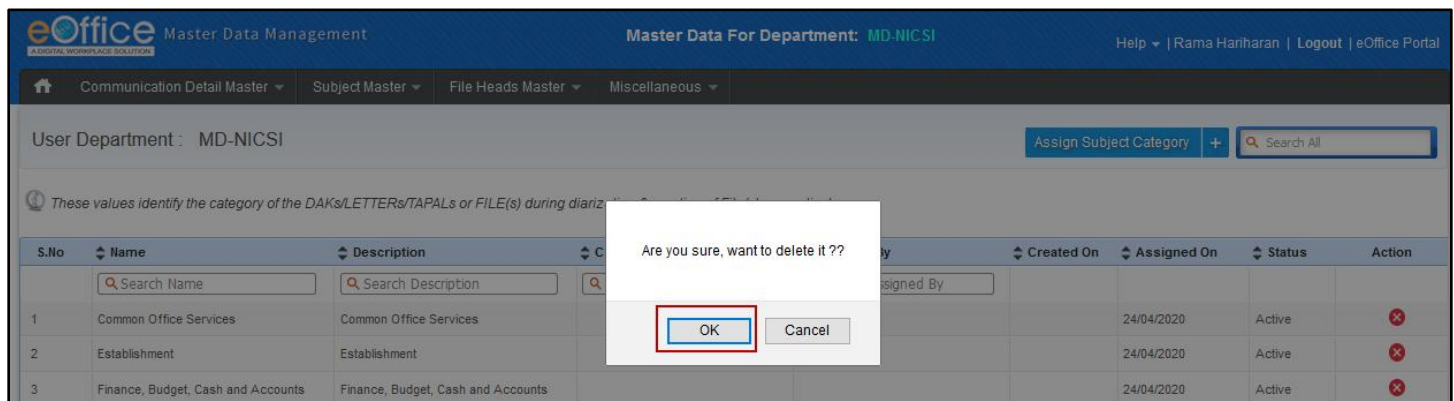 eOffice Master Data Management Master Data For Department: MD-NICSI Help | Rama Hariharan | Logout | eOffice Portal
A DIGITAL WORKPLACE SOLUTION
Communication Detail Master Subject Master File Heads Master Miscellaneous
User Department : MD-NICSI Assign Subject Category + Search All
These values identify the category of the DAKs/LETTERs/TAPALs or FILE(s) during
Are you sure, want to delete it ??
S.No Name Description Created On Assigned On Status Action
Search Name Search Description
OK Cancel
1 Common Office Services Common Office Services 24/04/2020 Active
2 Establishment Establishment 24/04/2020 Active
3 Finance, Budget, Cash and Accounts Finance, Budget, Cash and Accounts 24/04/2020 Active